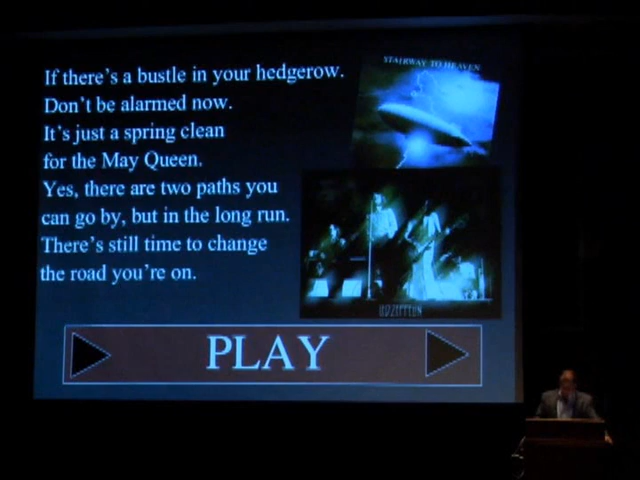 If there's a bustle in your hedgerow.
Don't be alarmed now.
It's just a spring clean
for the May Queen.
Yes, there are two paths you
can go by, but in the long run.
There's still time to change
the road you're on.
STAIRWAY TO HEAVEN
LED ZEPPELIN
PLAY